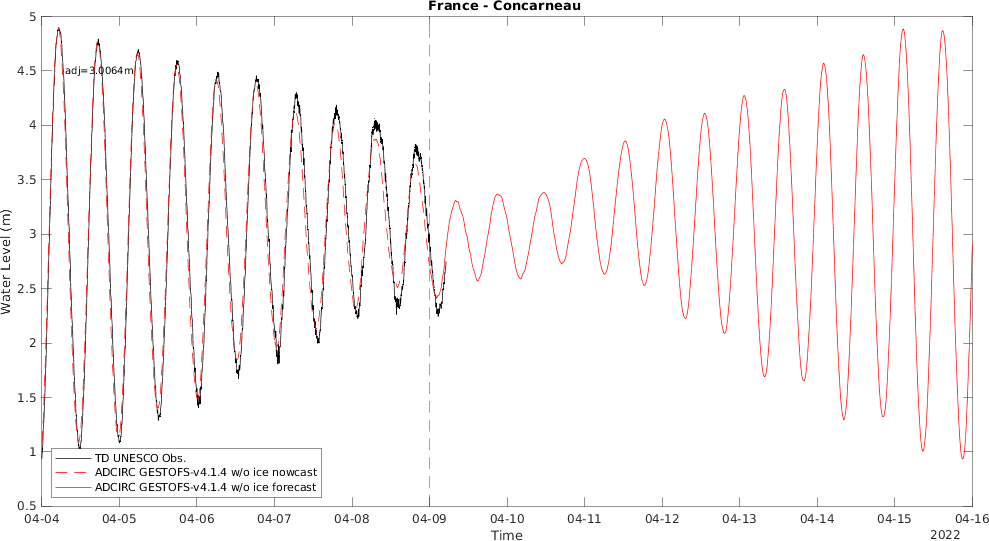 France - Concarneau
Water Level (m)
5
4.5
4
3.5
3
2.5
2
1.5
1
0.5
adj=3.0064m
TD UNESCO Obs.
ADCIRC GESTOFS-v4.1.4 w/o ice nowcast
ADCIRC GESTOFS-v4.1.4 w/o ice forecast
04-04 04-05 04-06 04-07 04-08 04-09 04-10 04-11 04-12 04-13 04-14 04-15 04-16
Time
2022